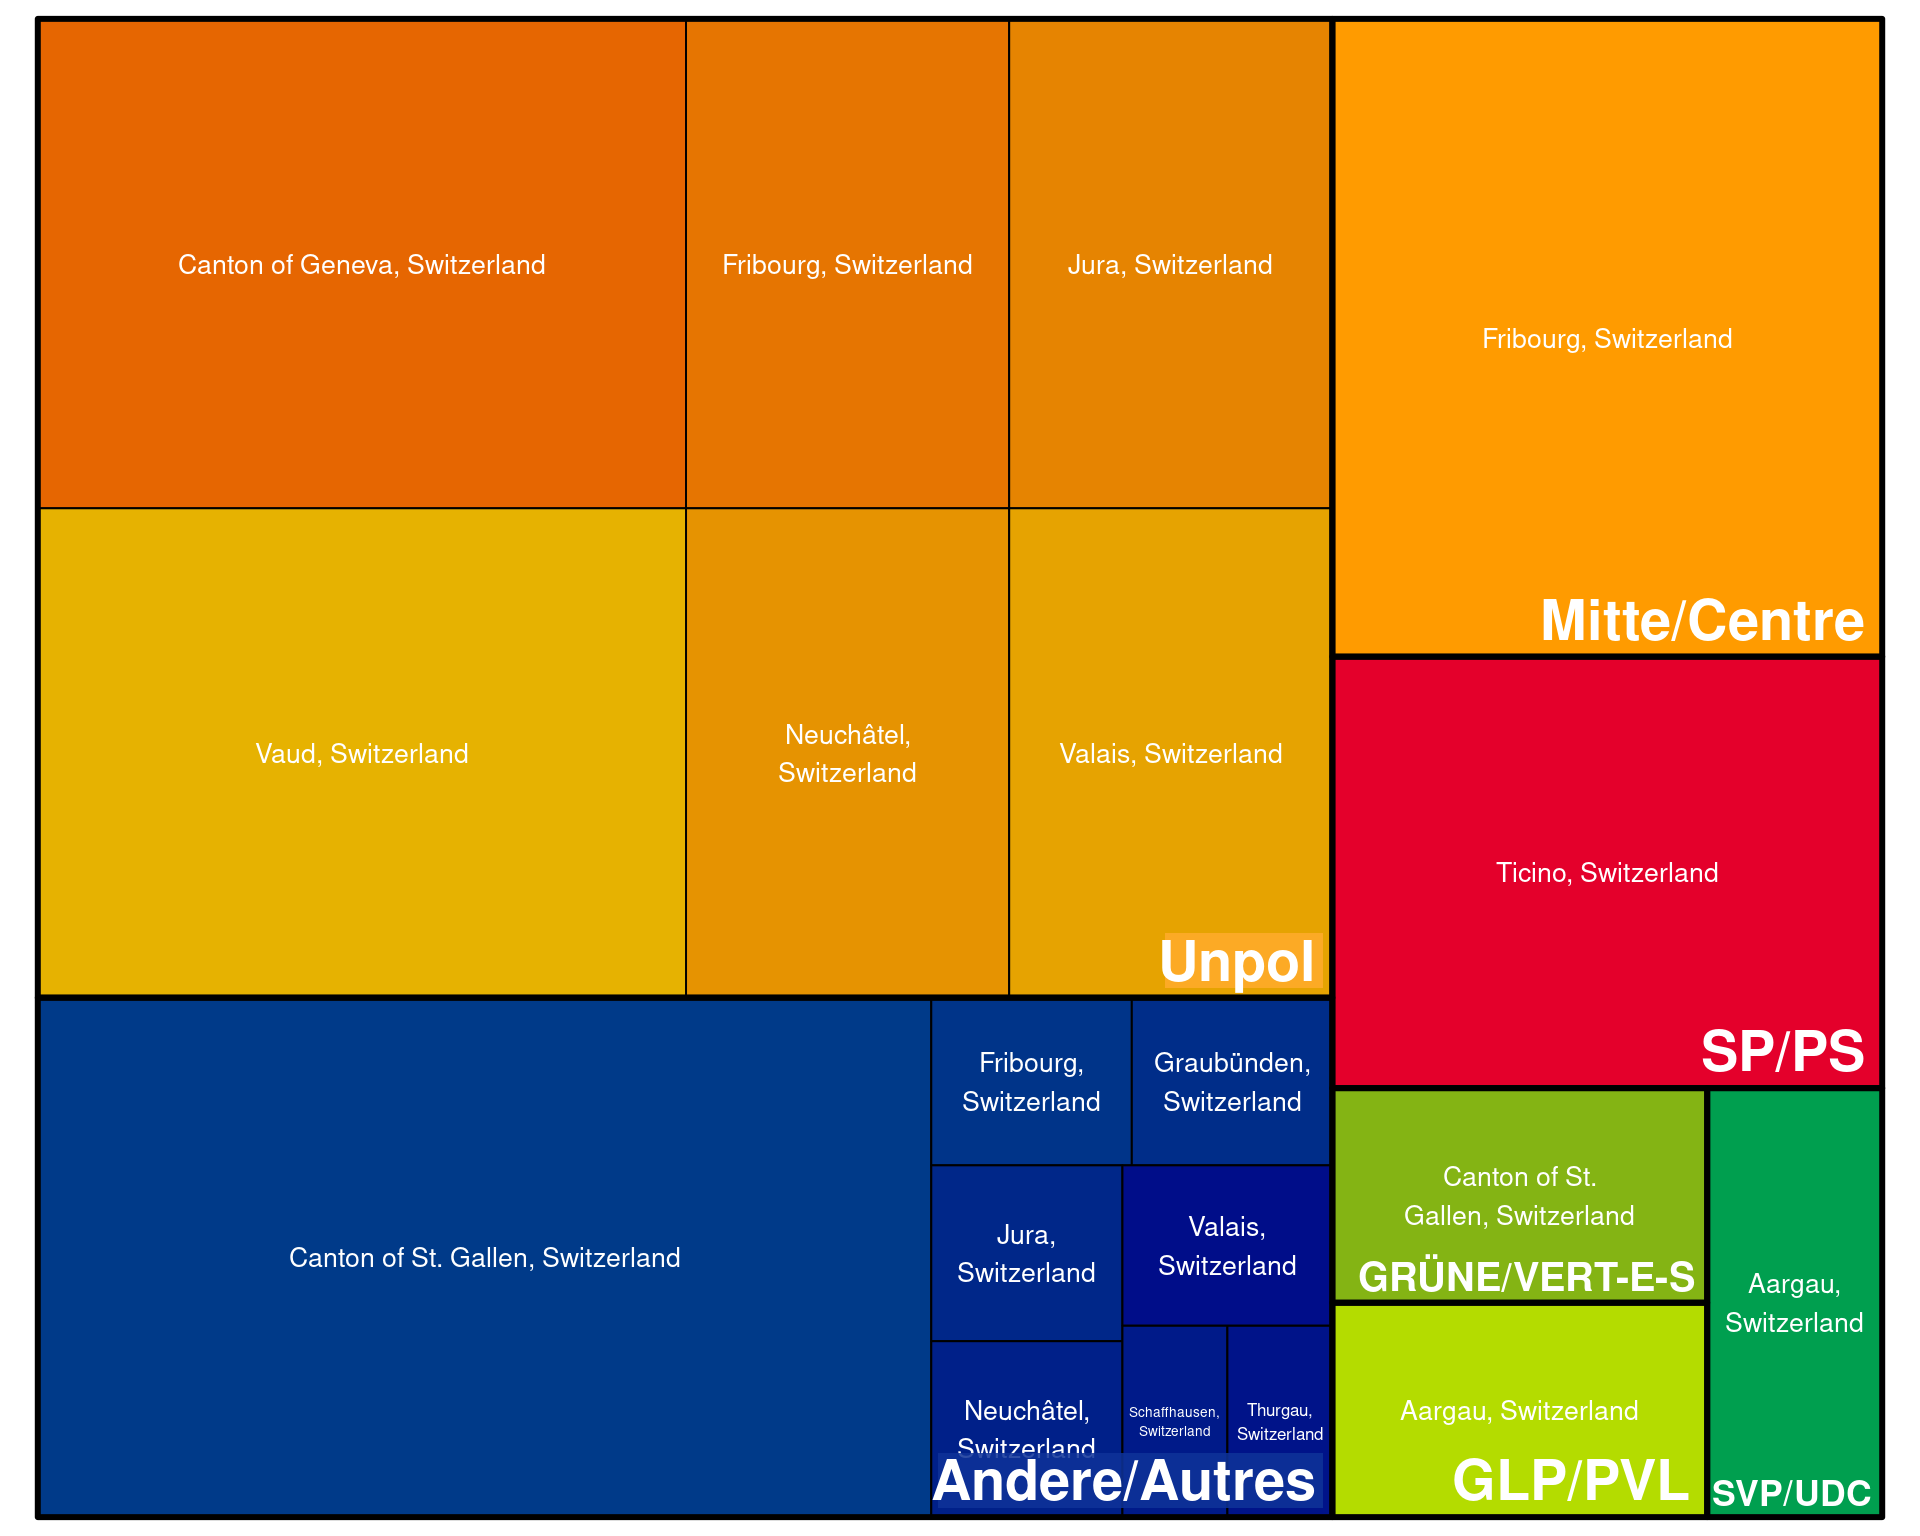 Canton of Geneva, Switzerland
Fribourg, Switzerland
Jura, Switzerland
Vaud, Switzerland
Neuchâtel,
Switzerland
Valais, Switzerland
Unpol
Fribourg, Switzerland
Mitte/Centre
Ticino, Switzerland
SP/PS
Canton of St. Gallen, Switzerland
Fribourg,
Switzerland
Graubünden,
Switzerland
Jura,
Switzerland
Valais,
Switzerland
Neuchâtel,
Switzerland
Schaffhausen,
Switzerland
Thurgau,
Switzerland
Andere/Autres
Canton of St.
Gallen, Switzerland
GRÜNE/VERT-E-S
Aargau, Switzerland
GLP/PVL
Aargau,
Switzerland
SVP/UDC